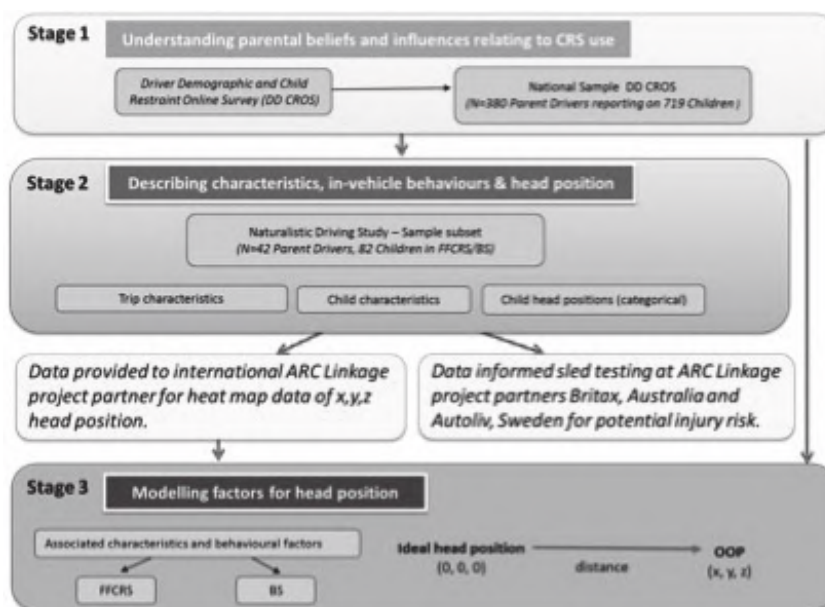 Stage 1
Understanding parental beliefs and influences relating to CRS use
Driver Demographic and Child
Restraint Online Survey (DD CROS)
National Sample DD CROS
(N=380 Parent Drivers reporting on 719 Children )
Stage 2
Describing characteristics, in-vehicle behaviours & head position
Naturalistic Driving Study – Sample subset
(N=42 Parent Drivers, 82 Children in FFCRS/BS)
Trip characteristics
Child characteristics
Child head positions (categorical)
Data provided to international ARC Linkage
project partner for heat map data of x,y,z
head position.
Data informed sled testing at ARC Linkage
project partners Britax, Australia and
Autoliv, Sweden for potential injury risk.
Stage 3
Modelling factors for head position
Associated characteristics and behavioural factors
FFCRS
BS
Ideal head position
(0, 0, 0)
distance
OOP
(x, y, z)